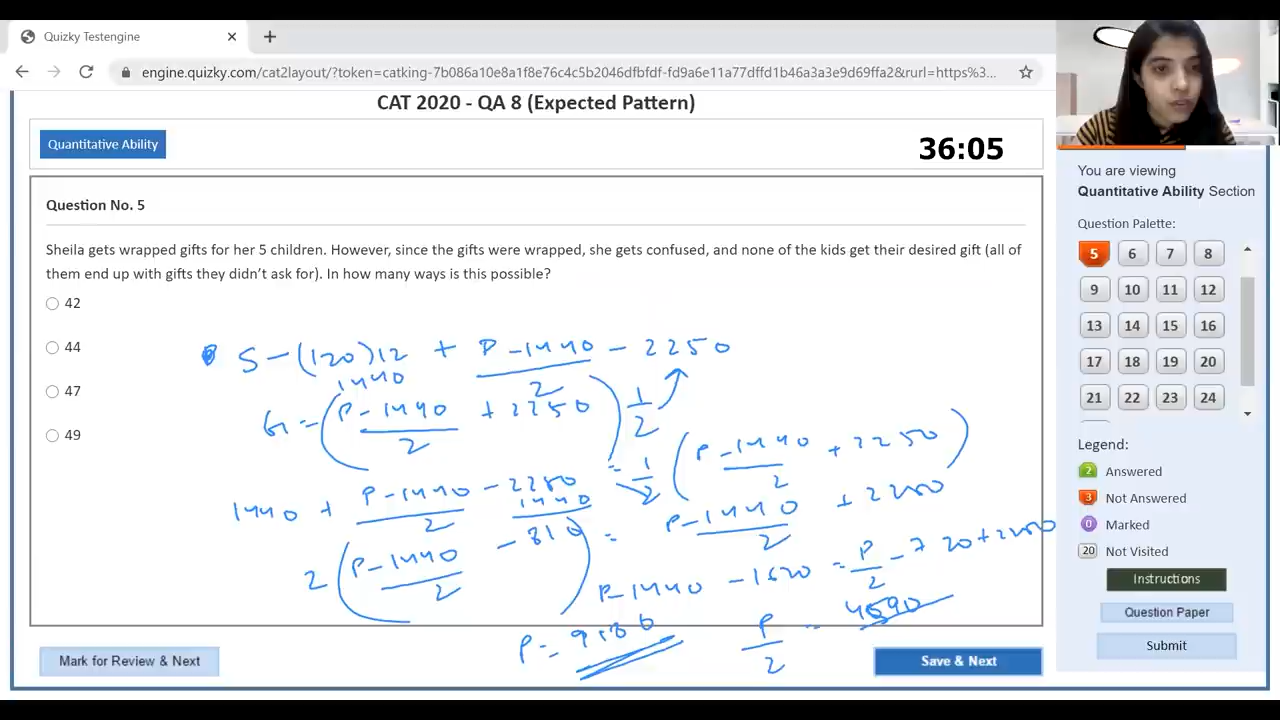 Quizky Testengine
engine.quizky.com/cat2layout/?token=catking-7b086a10e8a1f8e76c4c5b2046dfbfdf-fd9a6e11a77dffd1b46a3a3e9d69ffa2&rurl=https%3...
CAT 2020 - QA 8 (Expected Pattern)
Quantitative Ability
36:05
Question No. 5
Sheila gets wrapped gifts for her 5 children. However, since the gifts were wrapped, she gets confused, and none of the kids get their desired gift (all of
them end up with gifts they didn't ask for). In how many ways is this possible?
42
44
47
49
S - (120)12 + P - 1440 / 2 - 2250
1440
G = (P - 1440 / 2 + 2250) 1/2
1440 + P - 1440 / 2 - 2250 = 1/2 (P - 1440 / 2 + 2250)
1440
2 (P - 1440 / 2 - 810) = P - 1440 / 2 + 2250
P - 1440 - 1620 = P/2 - 720 + 2250
P/2 = 4590
P =
Mark for Review & Next
Save & Next
You are viewing
Quantitative Ability Section
Question Palette:
5 6 7 8
9 10 11 12
13 14 15 16
17 18 19 20
21 22 23 24
Legend:
2 Answered
3 Not Answered
0 Marked
20 Not Visited
Instructions
Question Paper
Submit